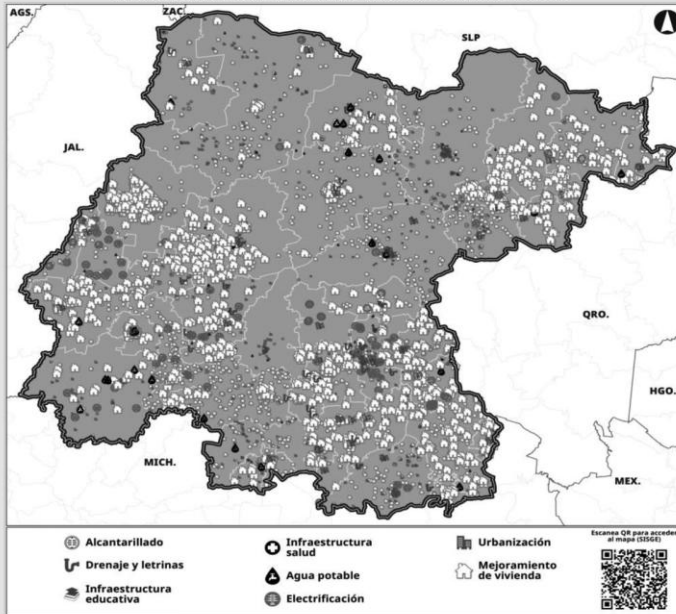 AGS.
ZAC
SLP
JAL.
QRO.
HGO.
MICH.
MEX.
Alcantarillado
Drenaje y letrinas
Infraestructura
educativa
Infraestructura
salud
Agua potable
Electrificación
Urbanización
Mejoramiento
de vivienda
Escanea QR para acceder
al mapa (SISGE)